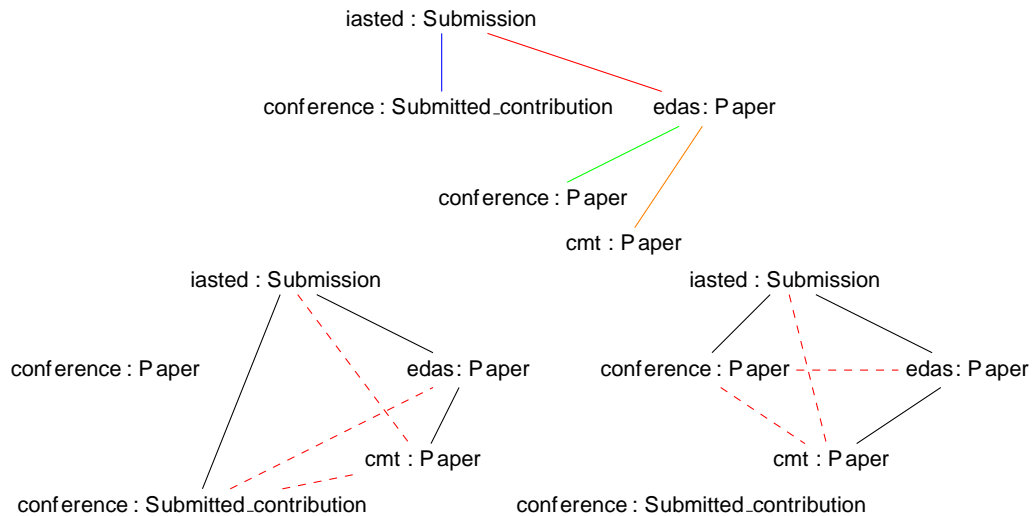 iasted : Submission
conference : Submitted_contribution edas: Paper
conference : Paper
cmt : Paper
iasted : Submission iasted : Submission
conference : Paper edas: Paper conference : Paper edas: Paper
cmt : Paper cmt : Paper
conference : Submitted_contribution conference : Submitted_contribution